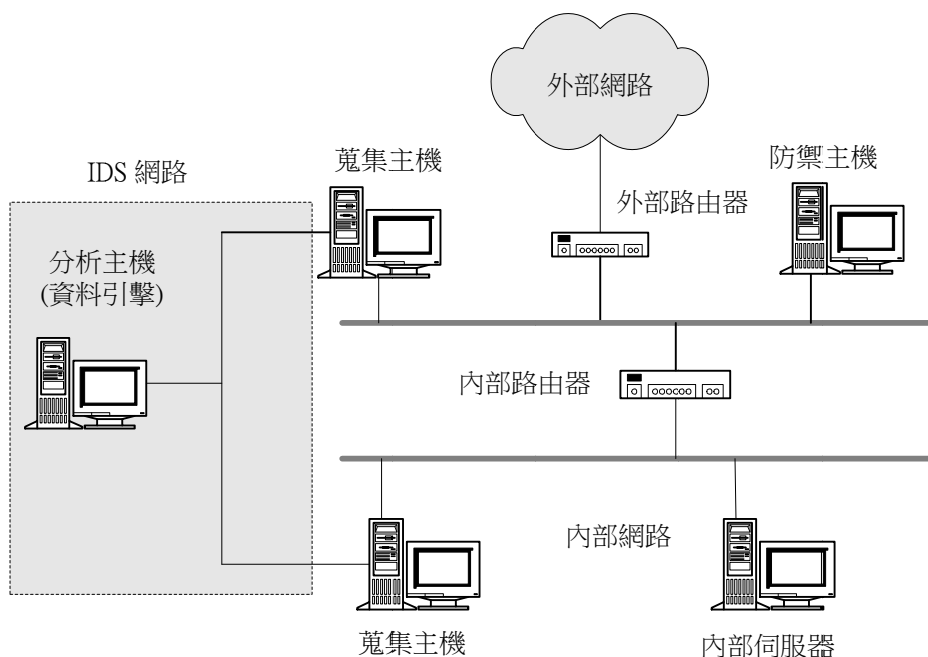 外部網路
蒐集主機
防禦主機
IDS 網路
外部路由器
分析主機
(資料引擊)
內部路由器
內部網路
蒐集主機
內部伺服器